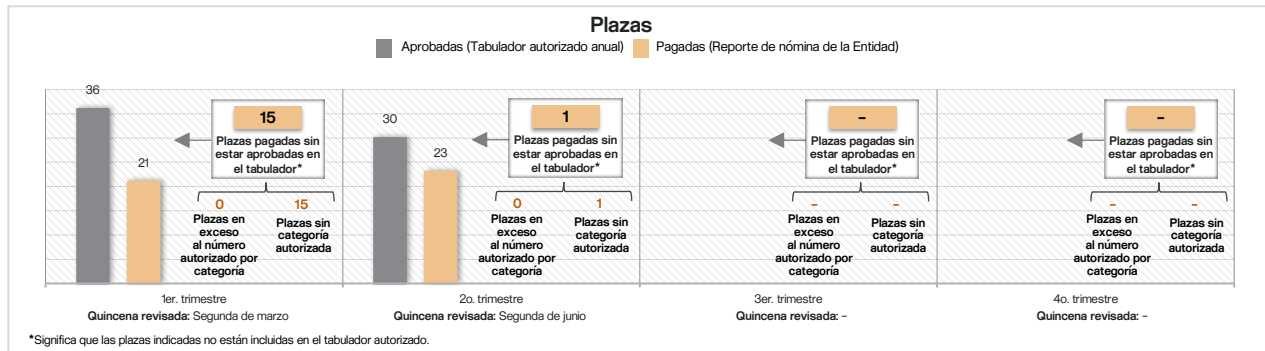 Plazas
Aprobadas (Tabulador autorizado anual)
Pagadas (Reporte de nómina de la Entidad)
36
21
15
Plazas pagadas sin
estar aprobadas en
el tabulador*
0
15
Plazas en
exceso
al número
autorizado por
categoría
Plazas sin
categoría
autorizada
1er. trimestre
Quincena revisada: Segunda de marzo
30
23
1
Plazas pagadas sin
estar aprobadas en
el tabulador*
0
1
Plazas en
exceso
al número
autorizado por
categoría
Plazas sin
categoría
autorizada
2o. trimestre
Quincena revisada: Segunda de junio
-
Plazas pagadas sin
estar aprobadas en
el tabulador*
-
-
Plazas en
exceso
al número
autorizado por
categoría
Plazas sin
categoría
autorizada
3er. trimestre
Quincena revisada: -
-
Plazas pagadas sin
estar aprobadas en
el tabulador*
-
-
Plazas en
exceso
al número
autorizado por
categoría
Plazas sin
categoría
autorizada
4o. trimestre
Quincena revisada: -
*Significa que las plazas indicadas no están incluidas en el tabulador autorizado.